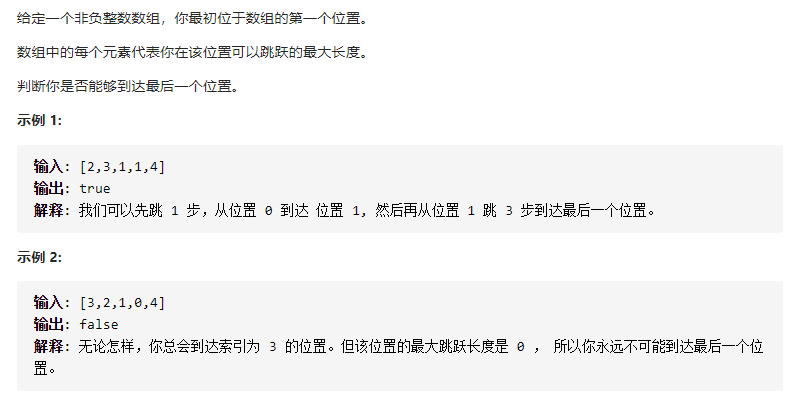 给定一个非负整数数组，你最初位于数组的第一个位置。
数组中的每个元素代表你在该位置可以跳跃的最大长度。
判断你是否能够到达最后一个位置。
示例 1:
输入: [2,3,1,1,4]
输出: true
解释: 我们可以先跳 1 步，从位置 0 到达 位置 1, 然后再从位置 1 跳 3 步到达最后一个位置。
示例 2:
输入: [3,2,1,0,4]
输出: false
解释: 无论怎样，你总会到达索引为 3 的位置。但该位置的最大跳跃长度是 0 ， 所以你永远不可能到达最后一个位
置。